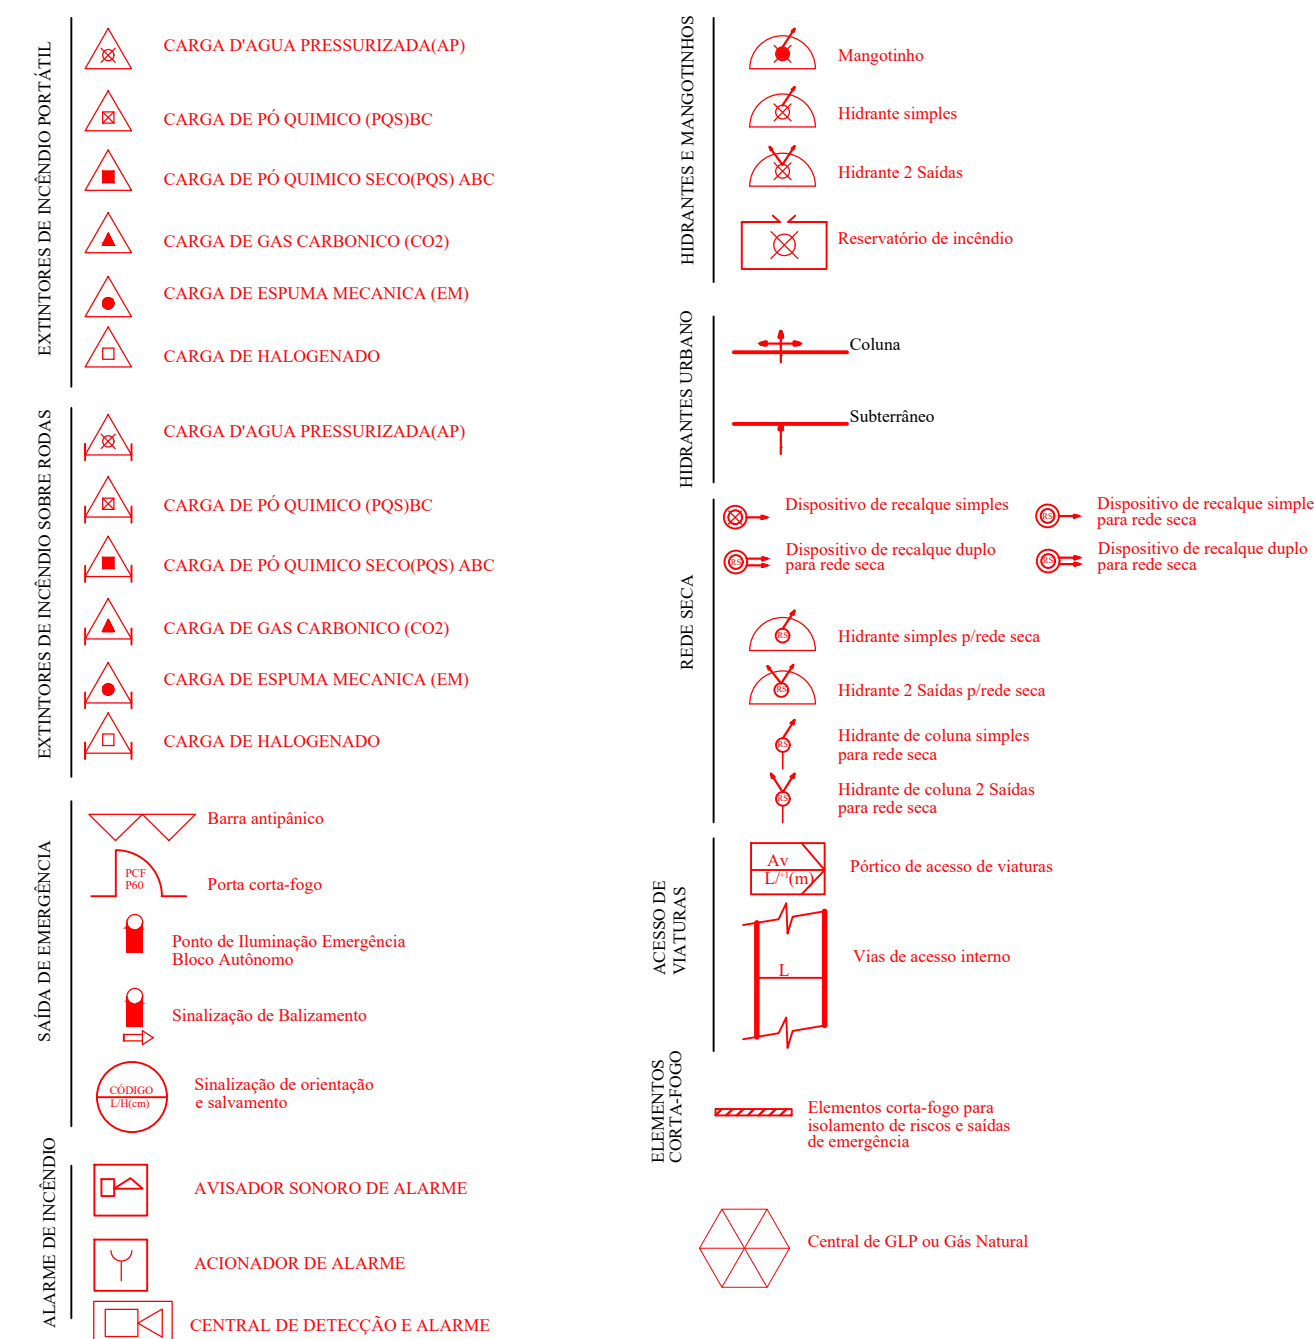 EXTINTORES DE INCÊNDIO PORTÁTIL
CARGA D'AGUA PRESSURIZADA(AP)
CARGA DE PÓ QUIMICO (PQS)BC
CARGA DE PÓ QUIMICO SECO(PQS) ABC
CARGA DE GAS CARBONICO (CO2)
CARGA DE ESPUMA MECANICA (EM)
CARGA DE HALOGENADO
EXTINTORES DE INCÊNDIO SOBRE RODAS
CARGA D'AGUA PRESSURIZADA(AP)
CARGA DE PÓ QUIMICO (PQS)BC
CARGA DE PÓ QUIMICO SECO(PQS) ABC
CARGA DE GAS CARBONICO (CO2)
CARGA DE ESPUMA MECANICA (EM)
CARGA DE HALOGENADO
SAÍDA DE EMERGÊNCIA
Barra antipânico
PCF
P60
Porta corta-fogo
Ponto de Iluminação Emergência
Bloco Autônomo
Sinalização de Balizamento
CÓDIGO
L/H(cm)
Sinalização de orientação
e salvamento
ALARME DE INCÊNDIO
AVISADOR SONORO DE ALARME
ACIONADOR DE ALARME
CENTRAL DE DETECÇÃO E ALARME
HIDRANTES E MANGOTINHOS
Mangotinho
Hidrante simples
Hidrante 2 Saídas
Reservatório de incêndio
HIDRANTES URBANO
Coluna
Subterrâneo
REDE SECA
Dispositivo de recalque simples
RS
Dispositivo de recalque simple
para rede seca
RS
Dispositivo de recalque duplo
para rede seca
RS
Dispositivo de recalque duplo
para rede seca
RS
Hidrante simples p/rede seca
RS
Hidrante 2 Saídas p/rede seca
RS
Hidrante de coluna simples
para rede seca
RS
Hidrante de coluna 2 Saídas
para rede seca
ACESSO DE
VIATURAS
Av
L/ (m)
Pórtico de acesso de viaturas
L
Vias de acesso interno
ELEMENTOS
CORTA-FOGO
Elementos corta-fogo para
isolamento de riscos e saídas
de emergência
Central de GLP ou Gás Natural